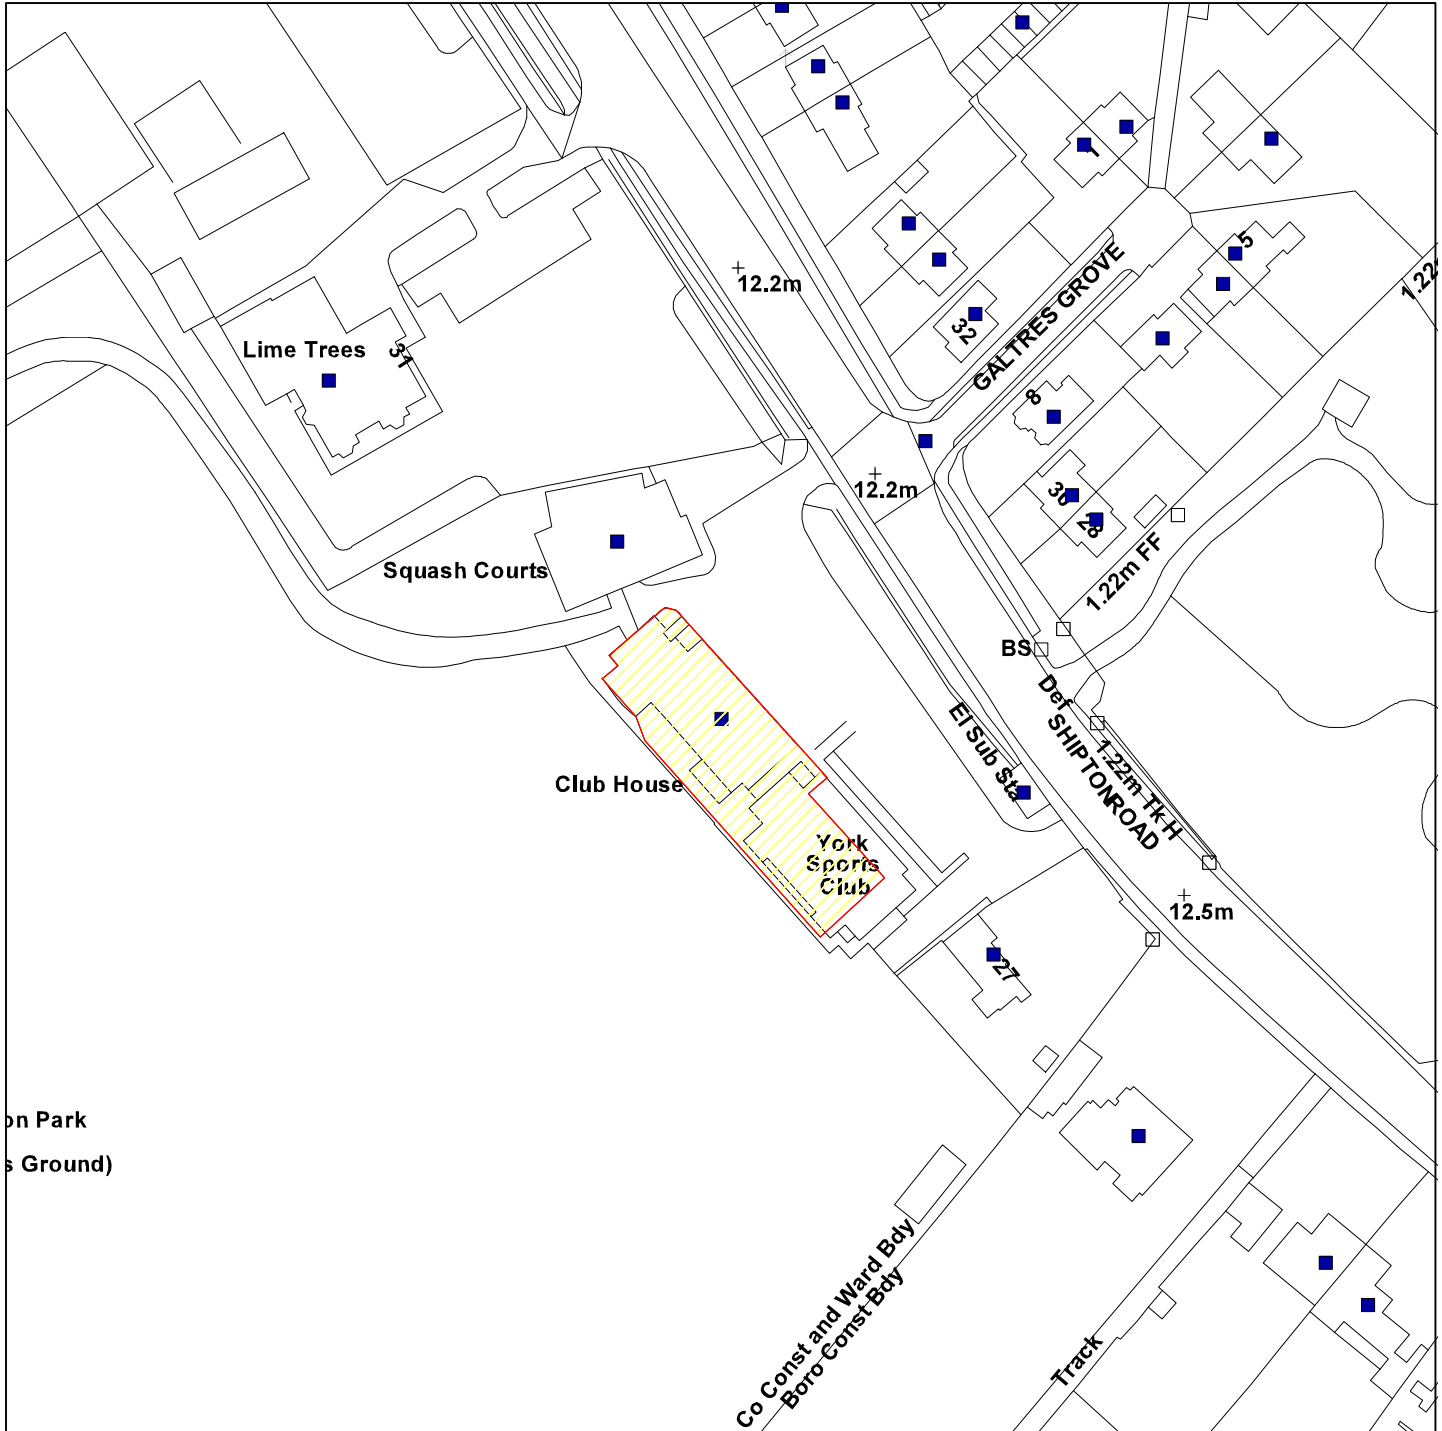 1
5
12.2m
1.22
GALTRES GROVE
32
Lime Trees
31
8
12.2m
30
28
Squash Courts
1.22m FF
BS
Def
El Sub Sta
SHIPTON ROAD
1.22m Tk H
Club House
York
Sports
Club
12.5m
27
on Park
s Ground)
Co Const and Ward Bdy
Boro Const Bdy
Track